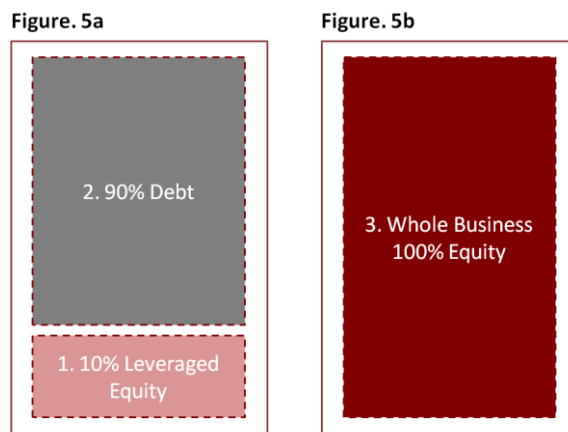 Figure. 5a
Figure. 5b
2. 90% Debt
1. 10% Leveraged
Equity
3. Whole Business
100% Equity